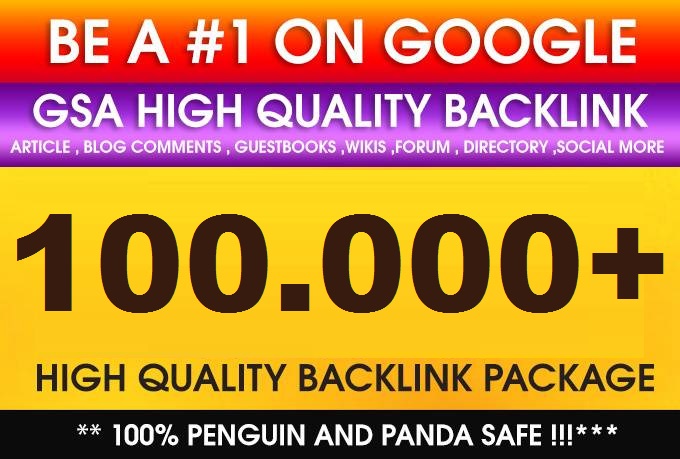 BE A #1 ON GOOGLE
GSA HIGH QUALITY BACKLINK
ARTICLE , BLOG COMMENTS , GUESTBOOKS ,WIKIS ,FORUM , DIRECTORY ,SOCIAL MORE
100.000+
HIGH QUALITY BACKLINK PACKAGE
** 100% PENGUIN AND PANDA SAFE !!!***